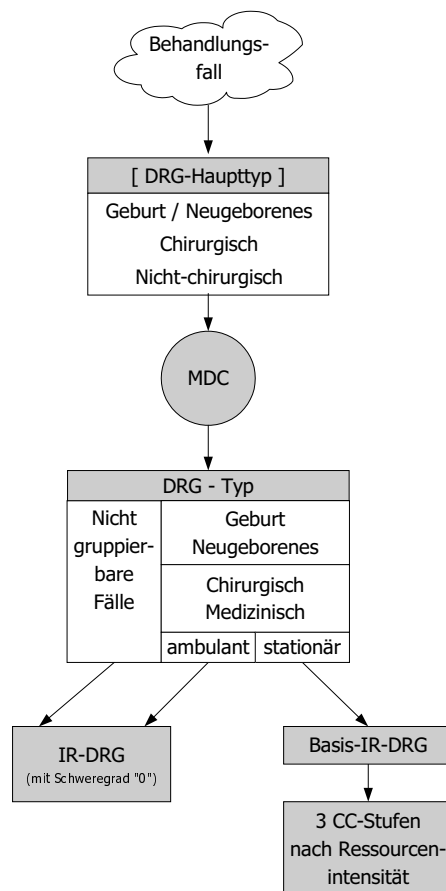 Behandlungs-
fall
[ DRG-Haupttyp ]
Geburt / Neugeborenes
Chirurgisch
Nicht-chirurgisch
MDC
DRG - Typ
Nicht
gruppier-
bare
Fälle
Geburt
Neugeborenes
Chirurgisch
Medizinisch
ambulant
stationär
IR-DRG
(mit Schweregrad "0")
Basis-IR-DRG
3 CC-Stufen
nach Ressourcen-
intensität